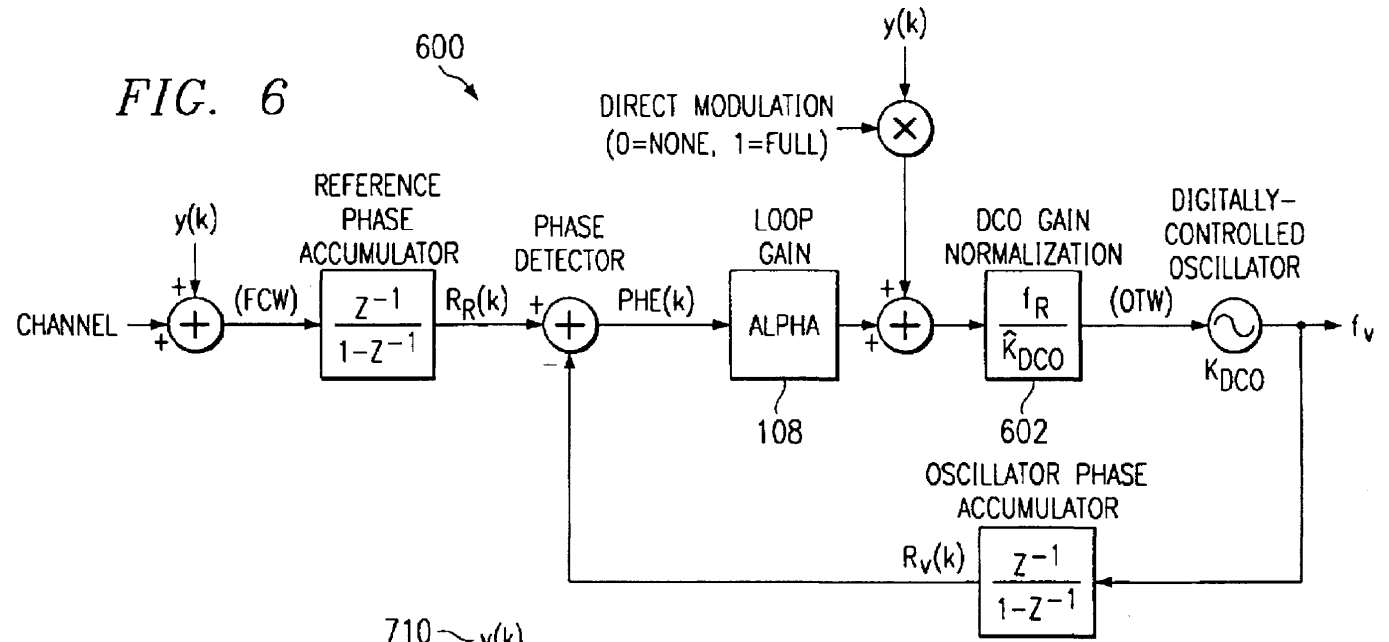 FIG. 6
600
y(k)
DIRECT MODULATION
(0=NONE, 1=FULL)
×
y(k)
REFERENCE
PHASE
ACCUMULATOR
PHASE
DETECTOR
LOOP
GAIN
DCO GAIN
NORMALIZATION
DIGITALLY-
CONTROLLED
OSCILLATOR
CHANNEL
+
+
+
(FCW)
Z⁻¹
1-Z⁻¹
R_R(k)
+
+
−
PHE(k)
ALPHA
108
+
+
+
f_R
K̂_DCO
602
(OTW)
K_DCO
f_v
OSCILLATOR PHASE
ACCUMULATOR
R_v(k)
Z⁻¹
1-Z⁻¹
710
y(k)